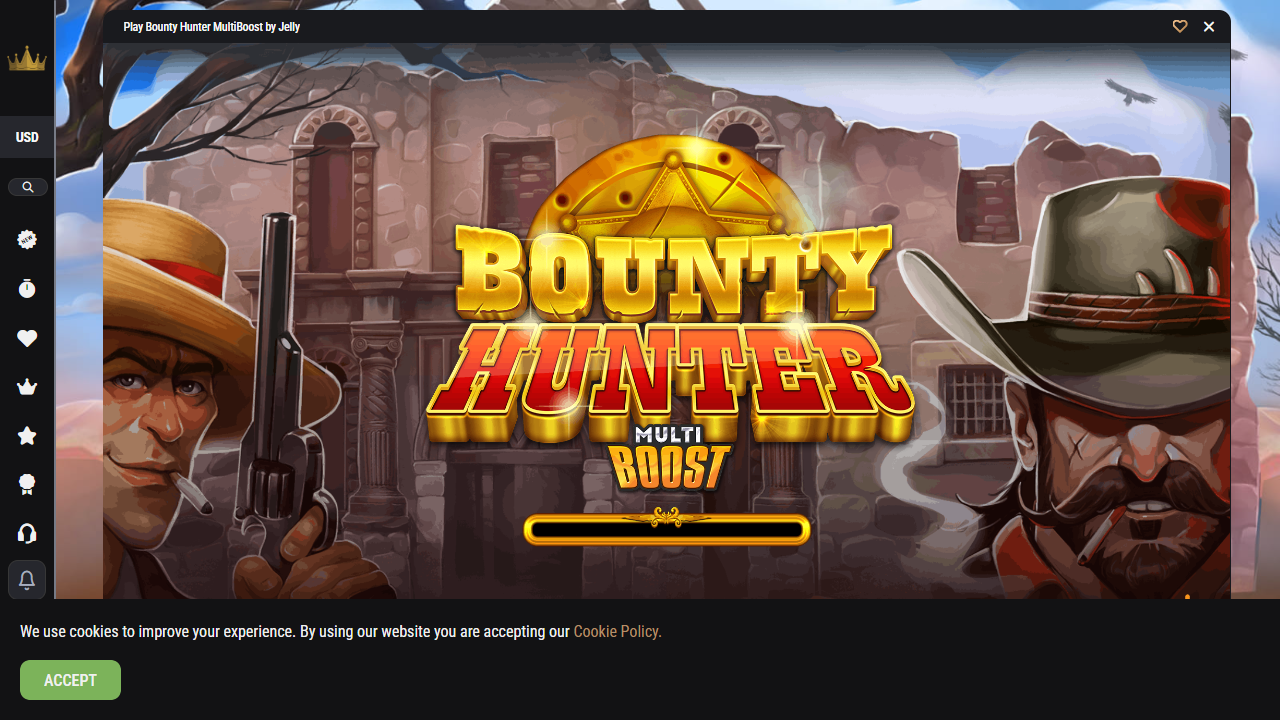 Play Bounty Hunter MultiBoost by Jelly
USD
NEW
BOUNTY
HUNTER
MULTI
BOOST
We use cookies to improve your experience. By using our website you are accepting our Cookie Policy.
ACCEPT